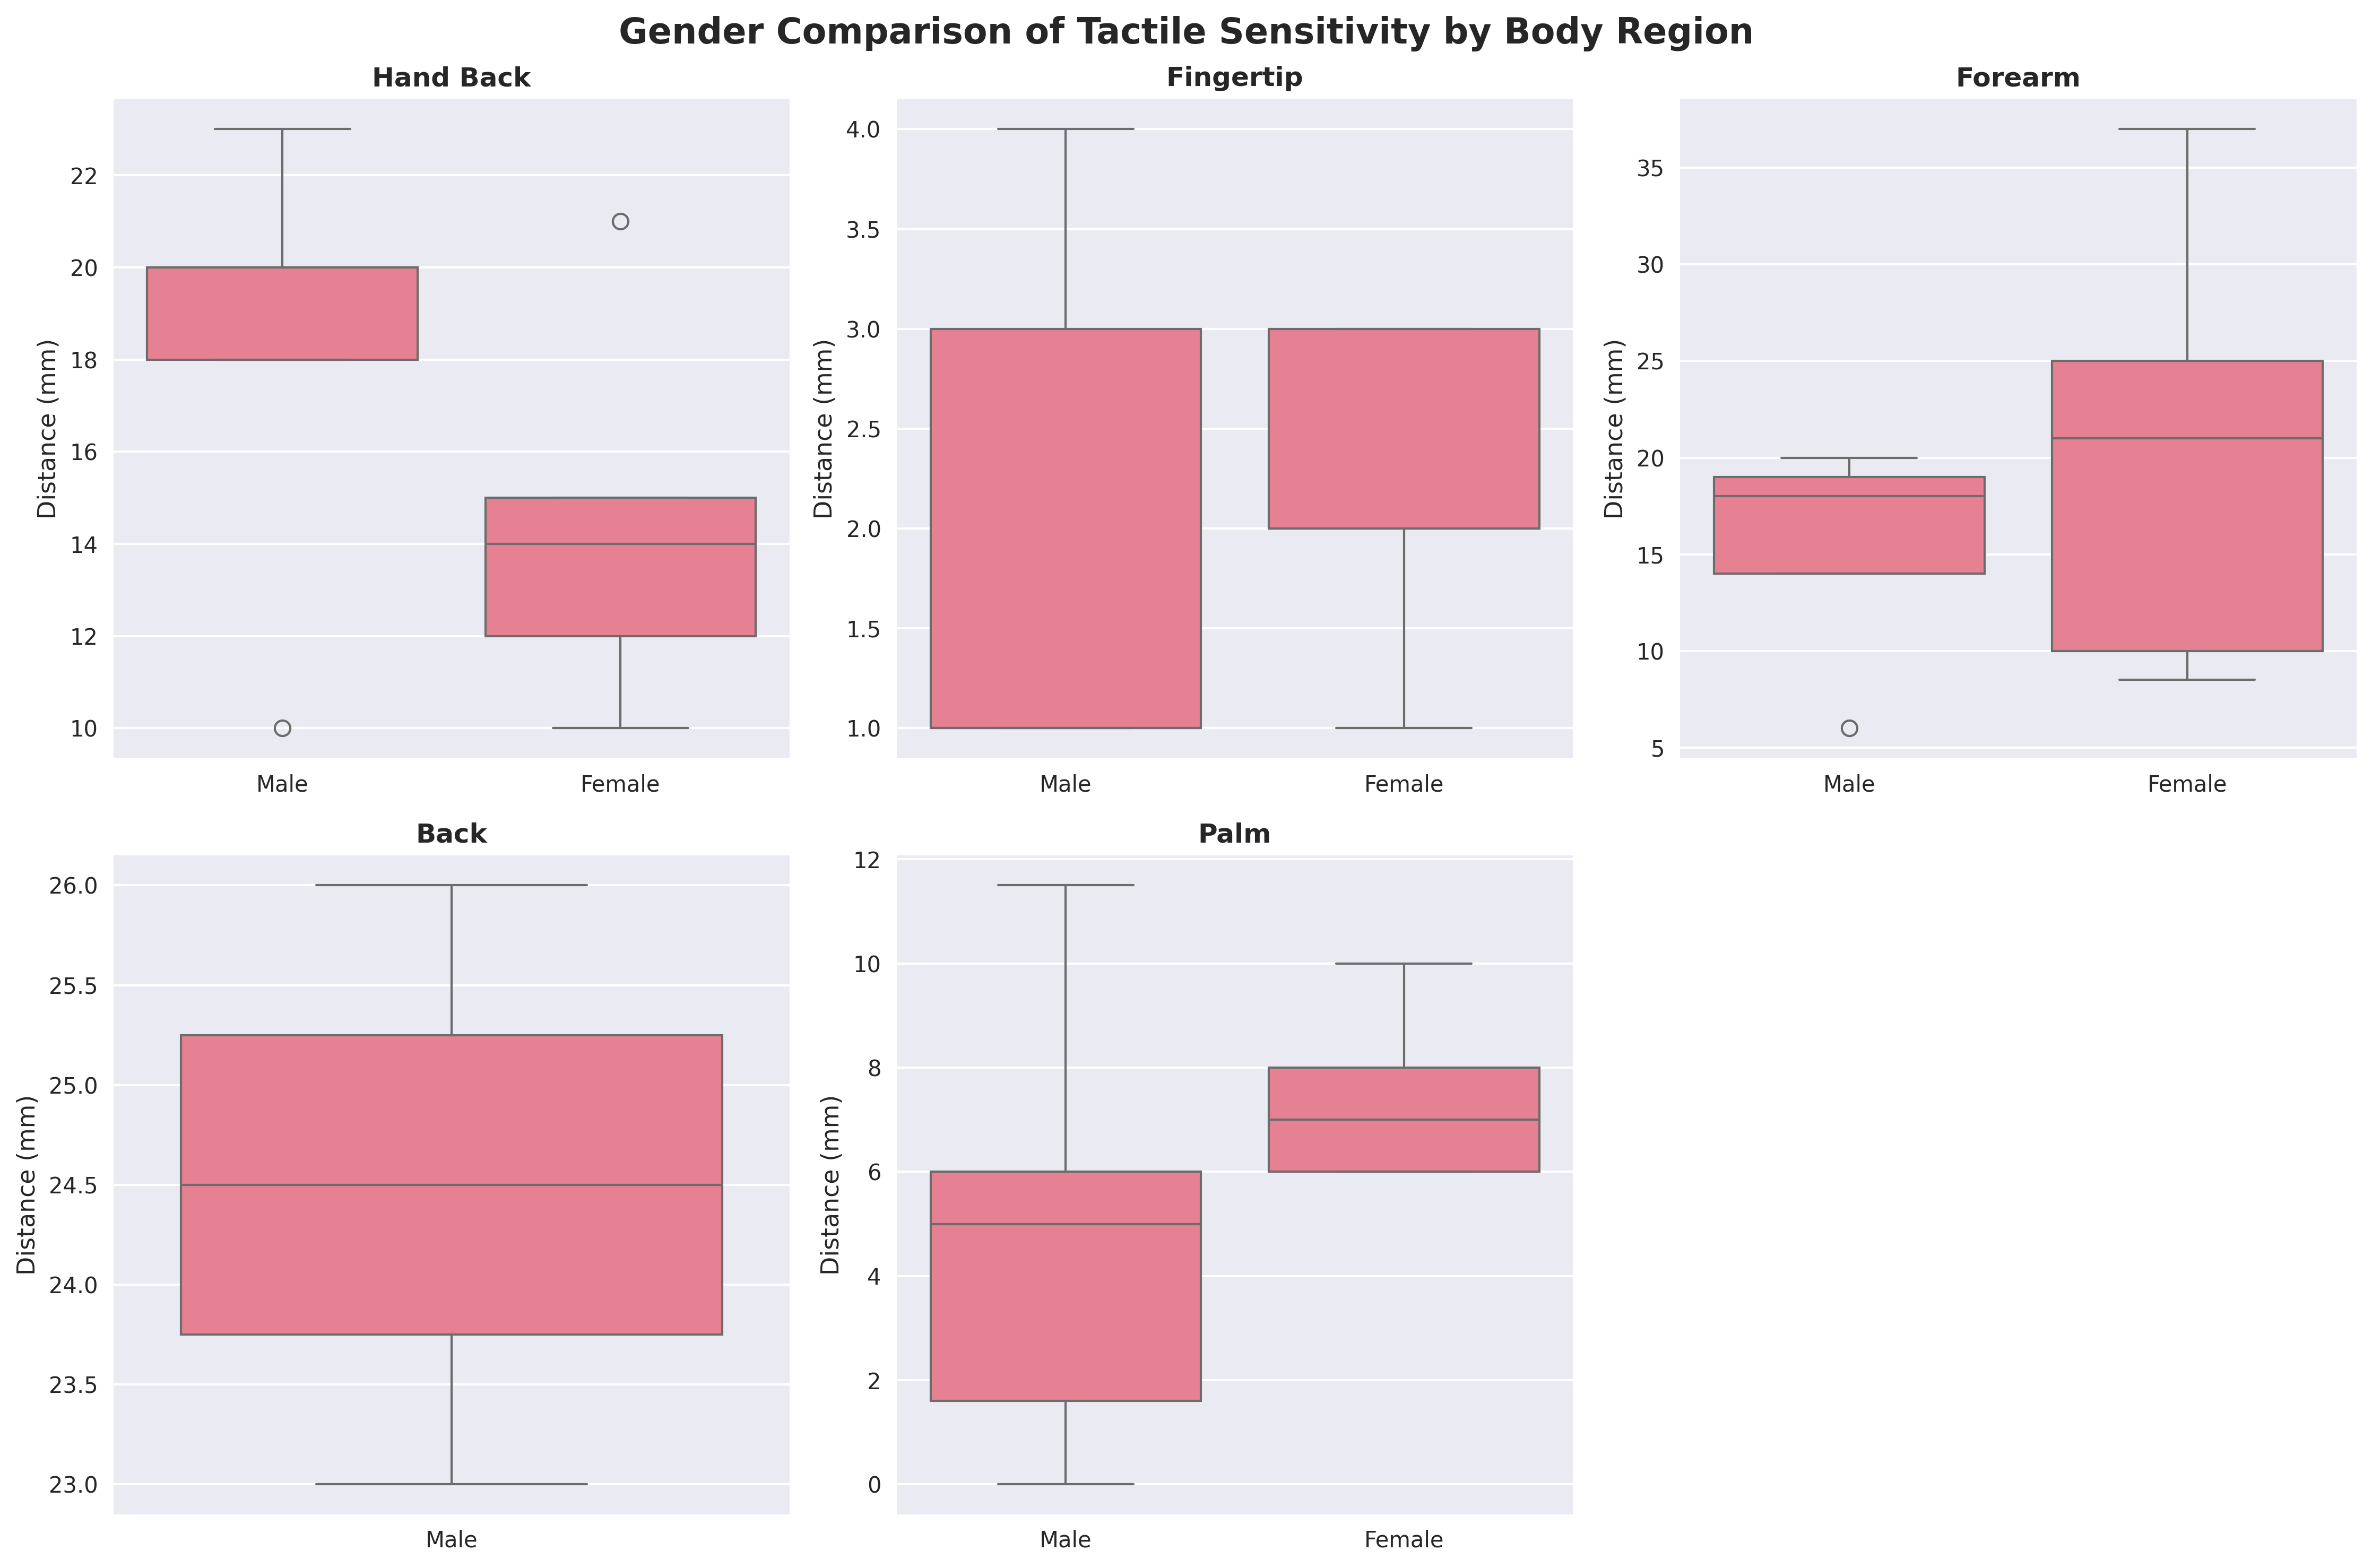 Gender Comparison of Tactile Sensitivity by Body Region
Hand Back
Distance (mm)
22
20
18
16
14
12
10
Male Female
Fingertip
Distance (mm)
4.0
3.5
3.0
2.5
2.0
1.5
1.0
Male Female
Forearm
Distance (mm)
35
30
25
20
15
10
5
Male Female
Back
Distance (mm)
26.0
25.5
25.0
24.5
24.0
23.5
23.0
Male
Palm
Distance (mm)
12
10
8
6
4
2
0
Male Female